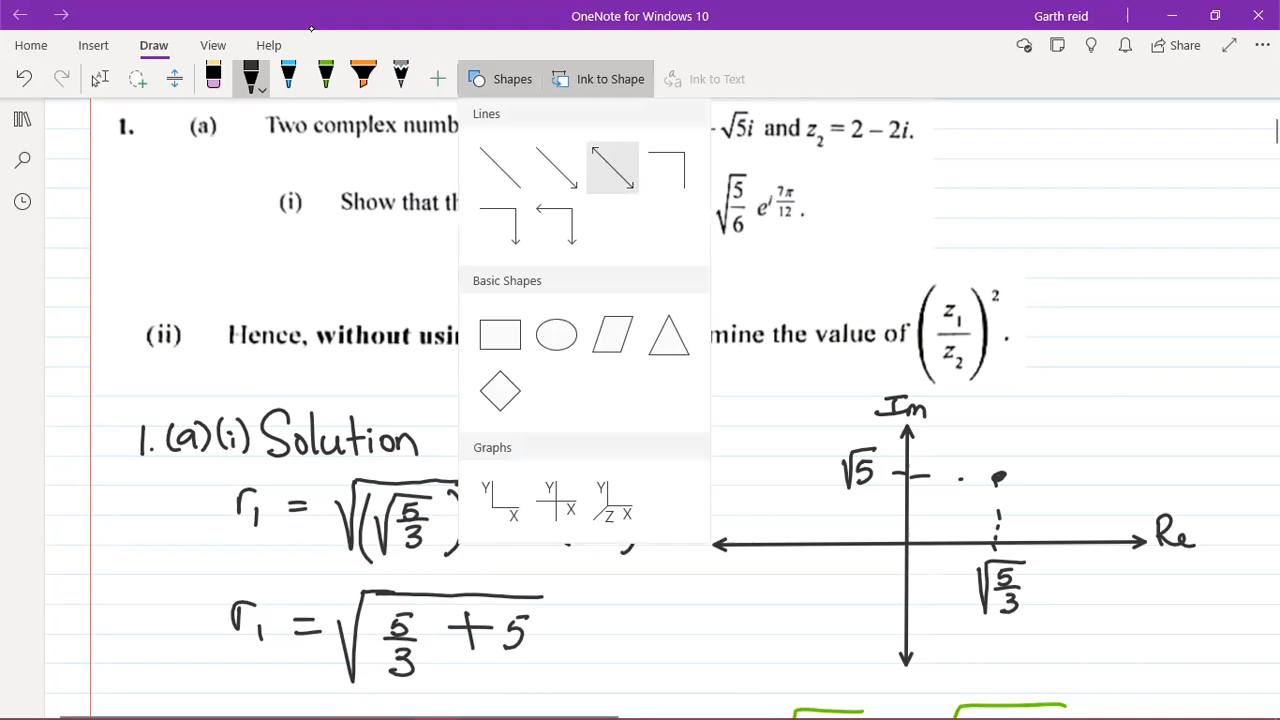 OneNote for Windows 10
Garth reid
Home Insert Draw View Help
Share
Shapes Ink to Shape Ink to Text
Lines
Basic Shapes
Graphs
Y X Y X Y Z X
1. (a) Two complex numb √5i and z₂ = 2 – 2i.
(i) Show that th √(5/6) e^(i 7π/12).
(ii) Hence, without usi mine the value of (z₁/z₂)².
1.(a)(i) Solution
r₁ = √((√(5/3))
r₁ = √(5/3 + 5)
Im
√5
Re
√(5/3)